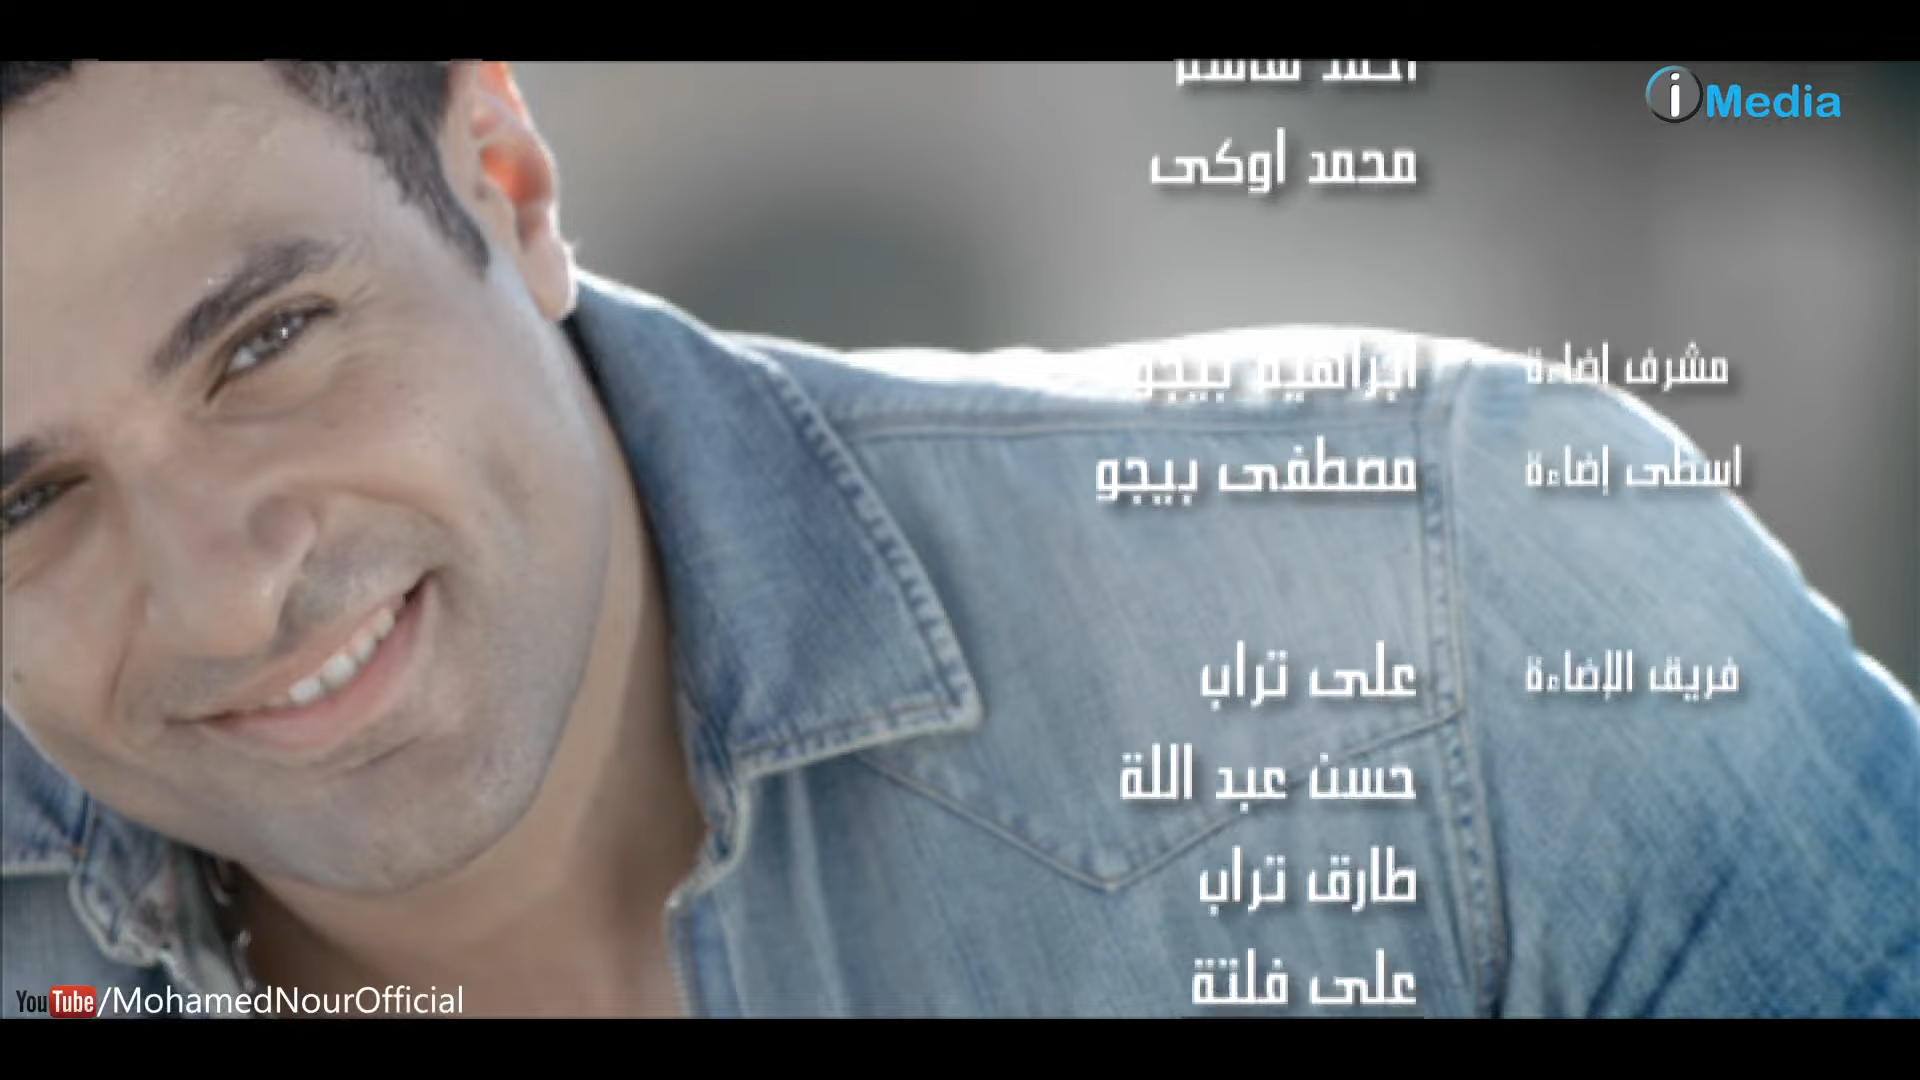 iMedia
محمد اوكى
مشرف إضاءة ابراهيم بيجو
اسطى إضاءة مصطفى بيجو
فريق الإضاءة على تراب
حسن عبد اللة
طارق تراب
على فلتة
YouTube/MohamedNourOfficial